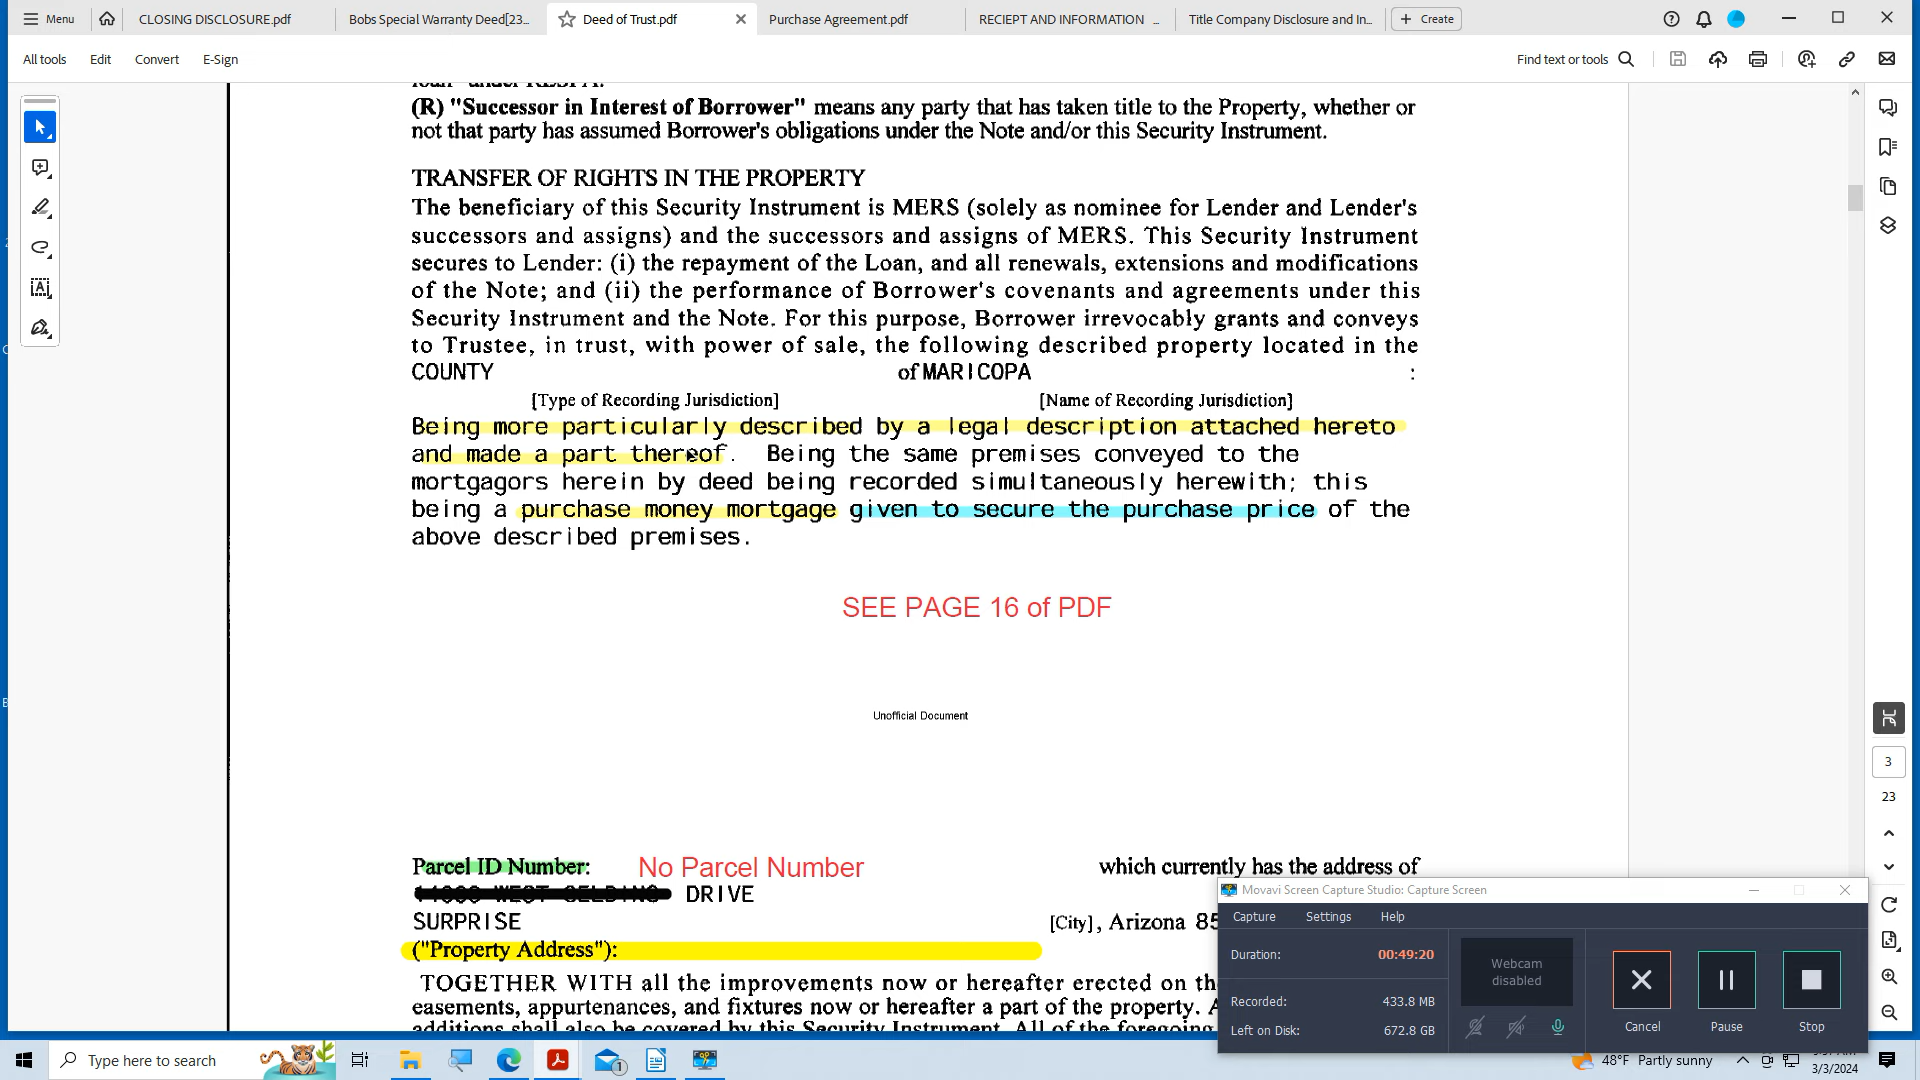 Menu
CLOSING DISCLOSURE.pdf
Bobs Special Warranty Deed[23...
Deed of Trust.pdf
Purchase Agreement.pdf
RECIEPT AND INFORMATION ...
Title Company Disclosure and In...
Create
All tools Edit Convert E-Sign
Find text or tools
(R) "Successor in Interest of Borrower" means any party that has taken title to the Property, whether or
not that party has assumed Borrower's obligations under the Note and/or this Security Instrument.
TRANSFER OF RIGHTS IN THE PROPERTY
The beneficiary of this Security Instrument is MERS (solely as nominee for Lender and Lender's
successors and assigns) and the successors and assigns of MERS. This Security Instrument
secures to Lender: (i) the repayment of the Loan, and all renewals, extensions and modifications
of the Note; and (ii) the performance of Borrower's covenants and agreements under this
Security Instrument and the Note. For this purpose, Borrower irrevocably grants and conveys
to Trustee, in trust, with power of sale, the following described property located in the
COUNTY of MARICOPA :
[Type of Recording Jurisdiction] [Name of Recording Jurisdiction]
Being more particularly described by a legal description attached hereto
and made a part thereof. Being the same premises conveyed to the
mortgagors herein by deed being recorded simultaneously herewith; this
being a purchase money mortgage given to secure the purchase price of the
above described premises.
SEE PAGE 16 of PDF
Unofficial Document
3
23
Parcel ID Number: No Parcel Number which currently has the address of
DRIVE
SURPRISE [City], Arizona 85
("Property Address"):
TOGETHER WITH all the improvements now or hereafter erected on the
easements, appurtenances, and fixtures now or hereafter a part of the property. A
additions shall also be covered by this Security Instrument. All of the foregoing
Movavi Screen Capture Studio: Capture Screen
Capture Settings Help
Duration: 00:49:20
Recorded: 433.8 MB
Left on Disk: 672.8 GB
Webcam
disabled
Cancel Pause Stop
Type here to search
1
48°F Partly sunny
3/3/2024